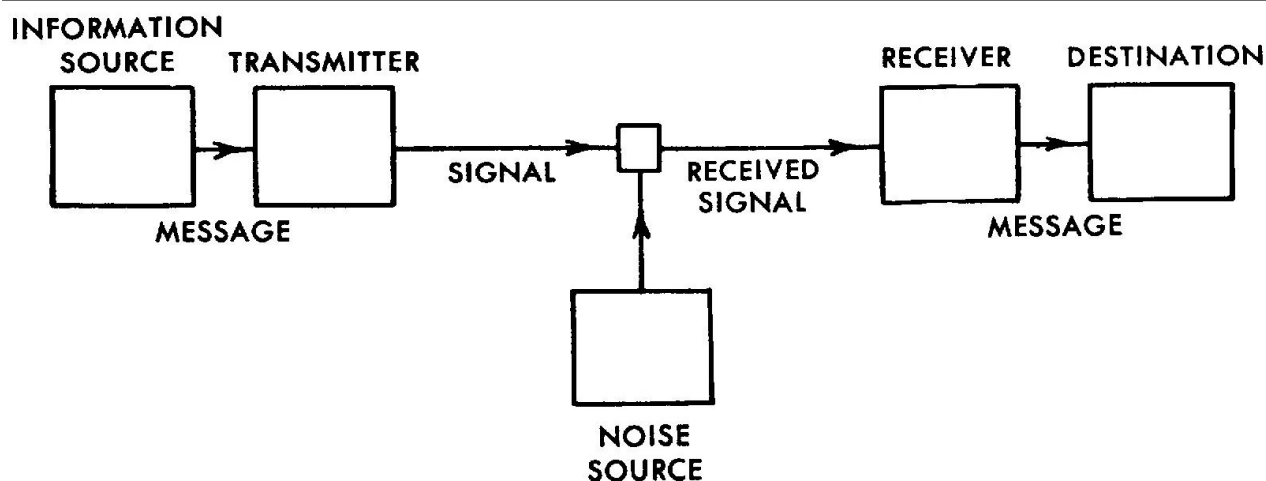 INFORMATION
SOURCE
TRANSMITTER
RECEIVER
DESTINATION
SIGNAL
RECEIVED
SIGNAL
MESSAGE
MESSAGE
NOISE
SOURCE